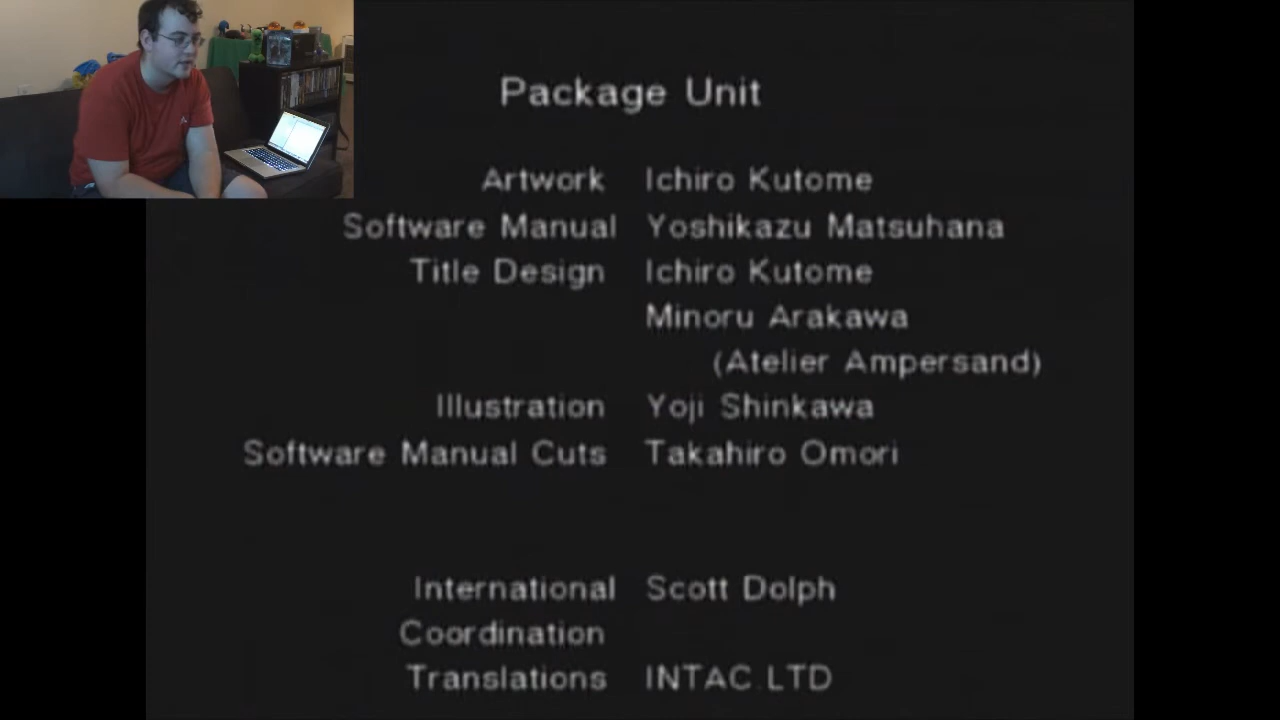 Package Unit
Artwork Ichiro Kutome
Software Manual Yoshikazu Matsuhana
Title Design Ichiro Kutome
Minoru Arakawa
(Atelier Ampersand)
Illustration Yoji Shinkawa
Software Manual Cuts Takahiro Omori
International Scott Dolph
Coordination
Translations INTAC.LTD